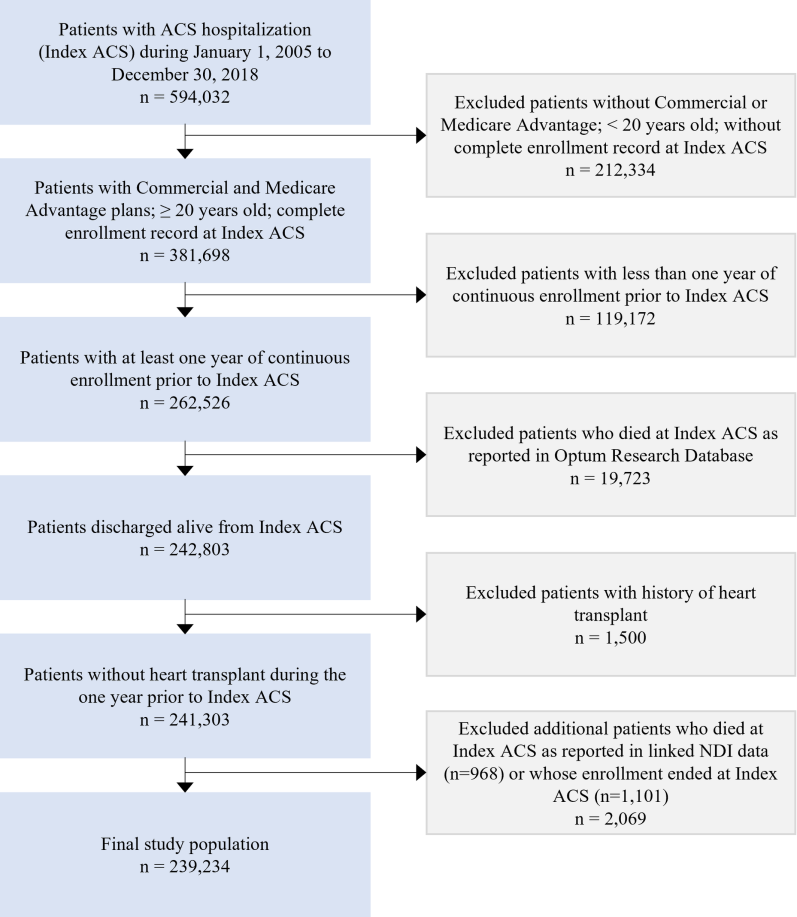 Patients with ACS hospitalization
(Index ACS) during January 1, 2005 to
December 30, 2018
n = 594,032
Excluded patients without Commercial or
Medicare Advantage; < 20 years old; without
complete enrollment record at Index ACS
n = 212,334
Patients with Commercial and Medicare
Advantage plans; ≥ 20 years old; complete
enrollment record at Index ACS
n = 381,698
Excluded patients with less than one year of
continuous enrollment prior to Index ACS
n = 119,172
Patients with at least one year of continuous
enrollment prior to Index ACS
n = 262,526
Excluded patients who died at Index ACS as
reported in Optum Research Database
n = 19,723
Patients discharged alive from Index ACS
n = 242,803
Excluded patients with history of heart
transplant
n = 1,500
Patients without heart transplant during the
one year prior to Index ACS
n = 241,303
Excluded additional patients who died at
Index ACS as reported in linked NDI data
(n=968) or whose enrollment ended at Index
ACS (n=1,101)
n = 2,069
Final study population
n = 239,234